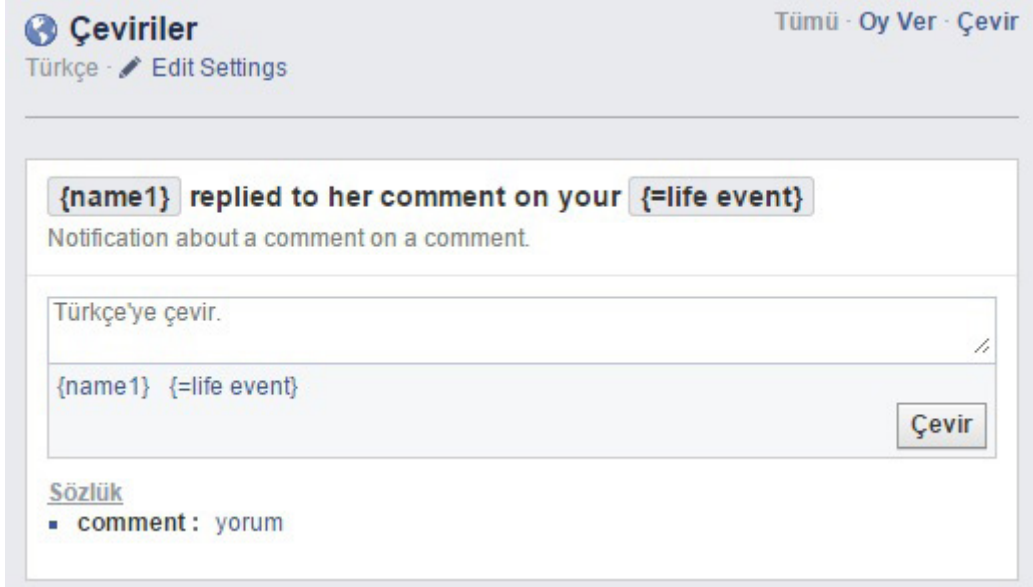 Çeviriler
Tümü · Oy Ver · Çevir
Türkçe · Edit Settings
{name1} replied to her comment on your {=life event}
Notification about a comment on a comment.
Türkçe'ye çevir.
{name1} {=life event}
Çevir
Sözlük
comment : yorum